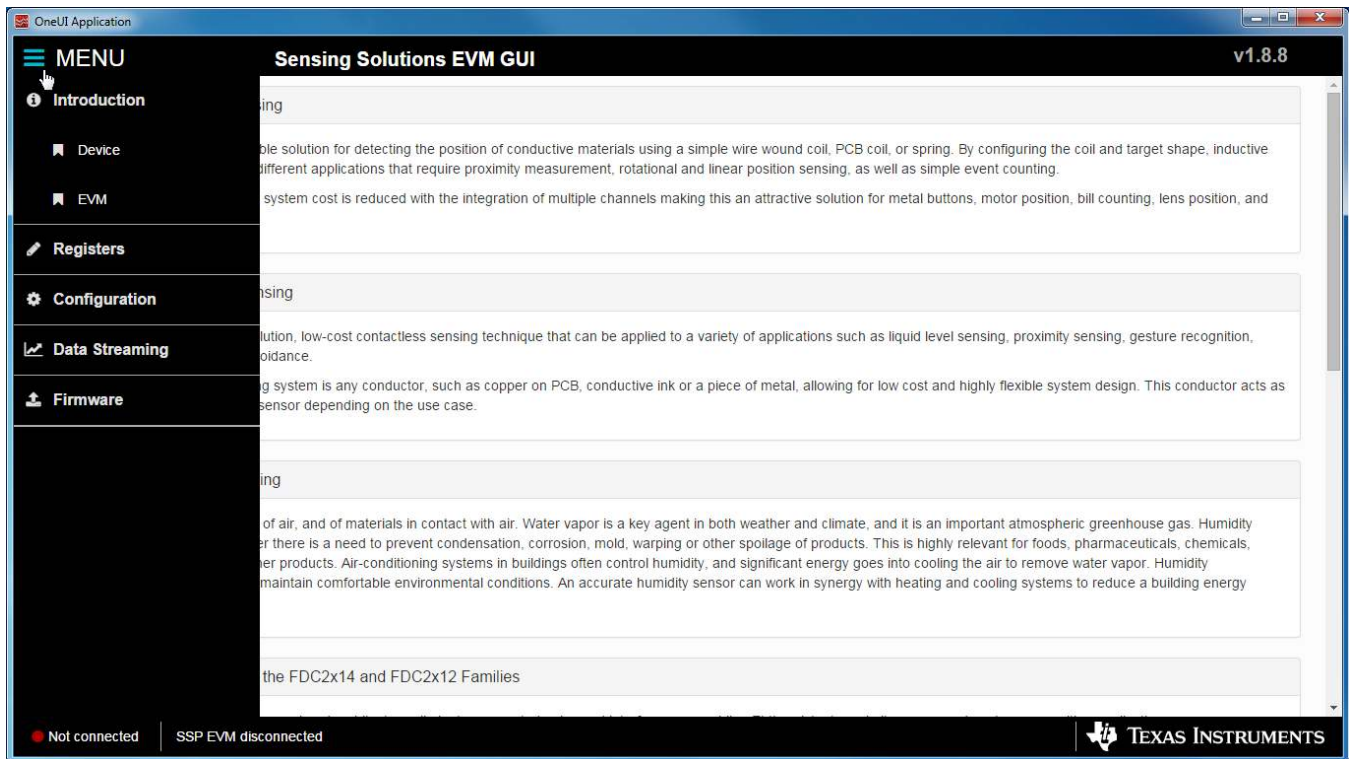 OneUI Application
MENU
Sensing Solutions EVM GUI
v1.8.8
Introduction
Device
EVM
Registers
Configuration
Data Streaming
Firmware
sing
ble solution for detecting the position of conductive materials using a simple wire wound coil, PCB coil, or spring. By configuring the coil and target shape, inductive
different applications that require proximity measurement, rotational and linear position sensing, as well as simple event counting.
system cost is reduced with the integration of multiple channels making this an attractive solution for metal buttons, motor position, bill counting, lens position, and
nsing
lution, low-cost contactless sensing technique that can be applied to a variety of applications such as liquid level sensing, proximity sensing, gesture recognition,
oidance.
g system is any conductor, such as copper on PCB, conductive ink or a piece of metal, allowing for low cost and highly flexible system design. This conductor acts as
sensor depending on the use case.
ing
of air, and of materials in contact with air. Water vapor is a key agent in both weather and climate, and it is an important atmospheric greenhouse gas. Humidity
er there is a need to prevent condensation, corrosion, mold, warping or other spoilage of products. This is highly relevant for foods, pharmaceuticals, chemicals,
er products. Air-conditioning systems in buildings often control humidity, and significant energy goes into cooling the air to remove water vapor. Humidity
maintain comfortable environmental conditions. An accurate humidity sensor can work in synergy with heating and cooling systems to reduce a building energy
the FDC2x14 and FDC2x12 Families
Not connected
SSP EVM disconnected
TEXAS INSTRUMENTS